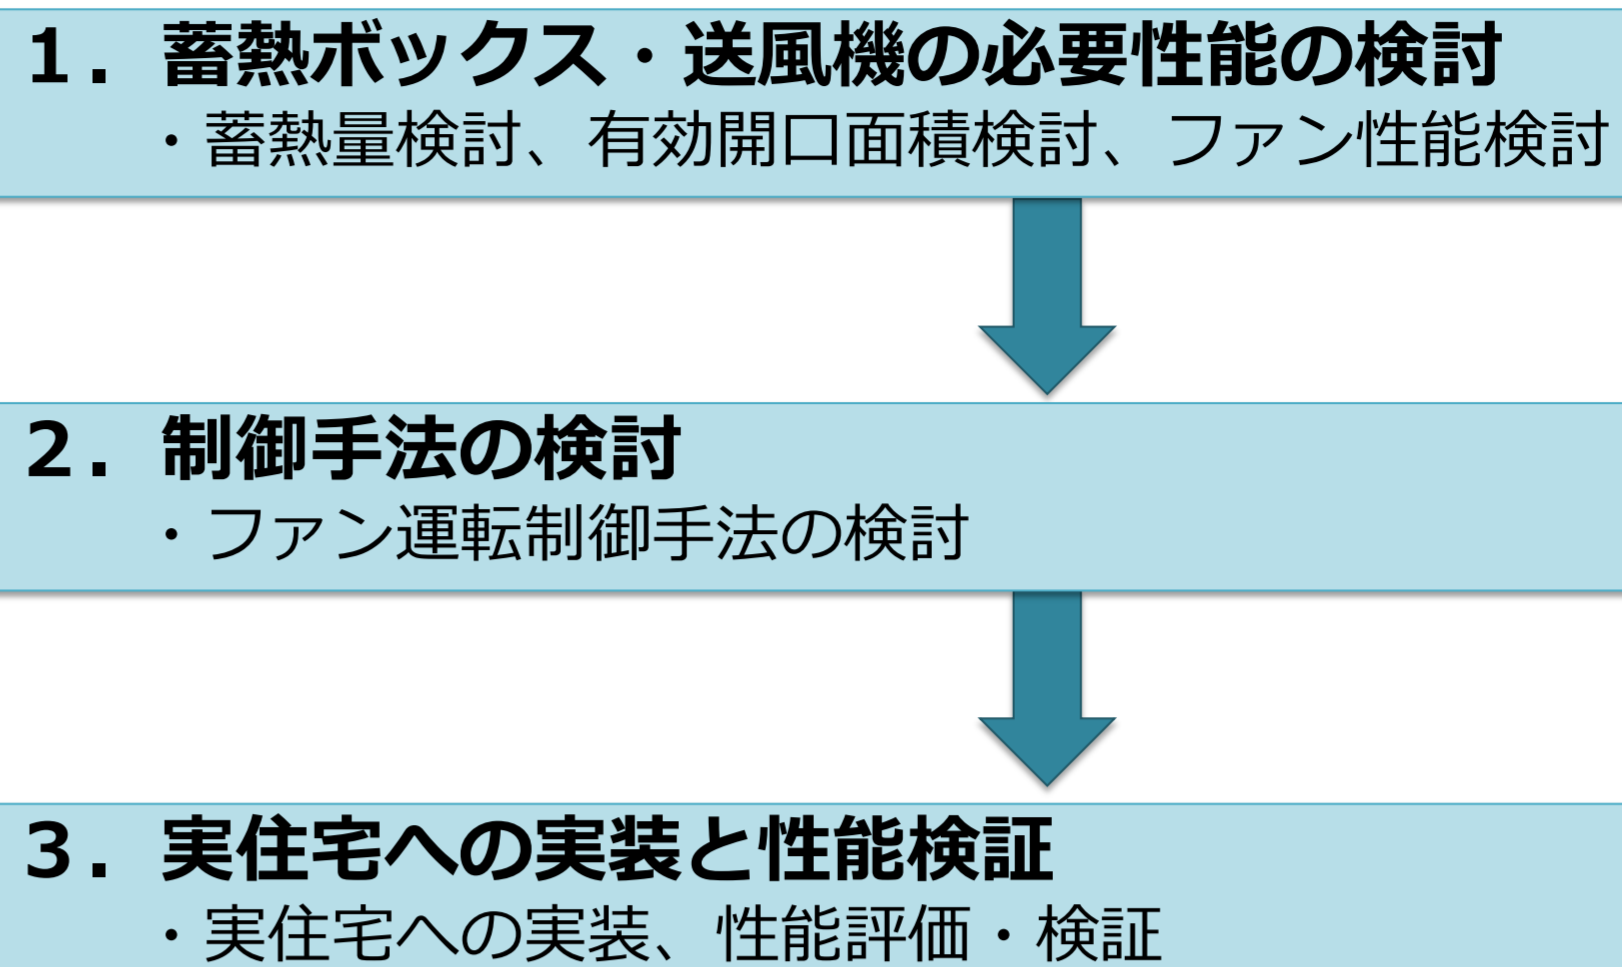 １．蓄熱ボックス・送風機の必要性能の検討
・蓄熱量検討、有効開口面積検討、ファン性能検討
２．制御手法の検討
・ファン運転制御手法の検討
３．実住宅への実装と性能検証
・実住宅への実装、性能評価・検証